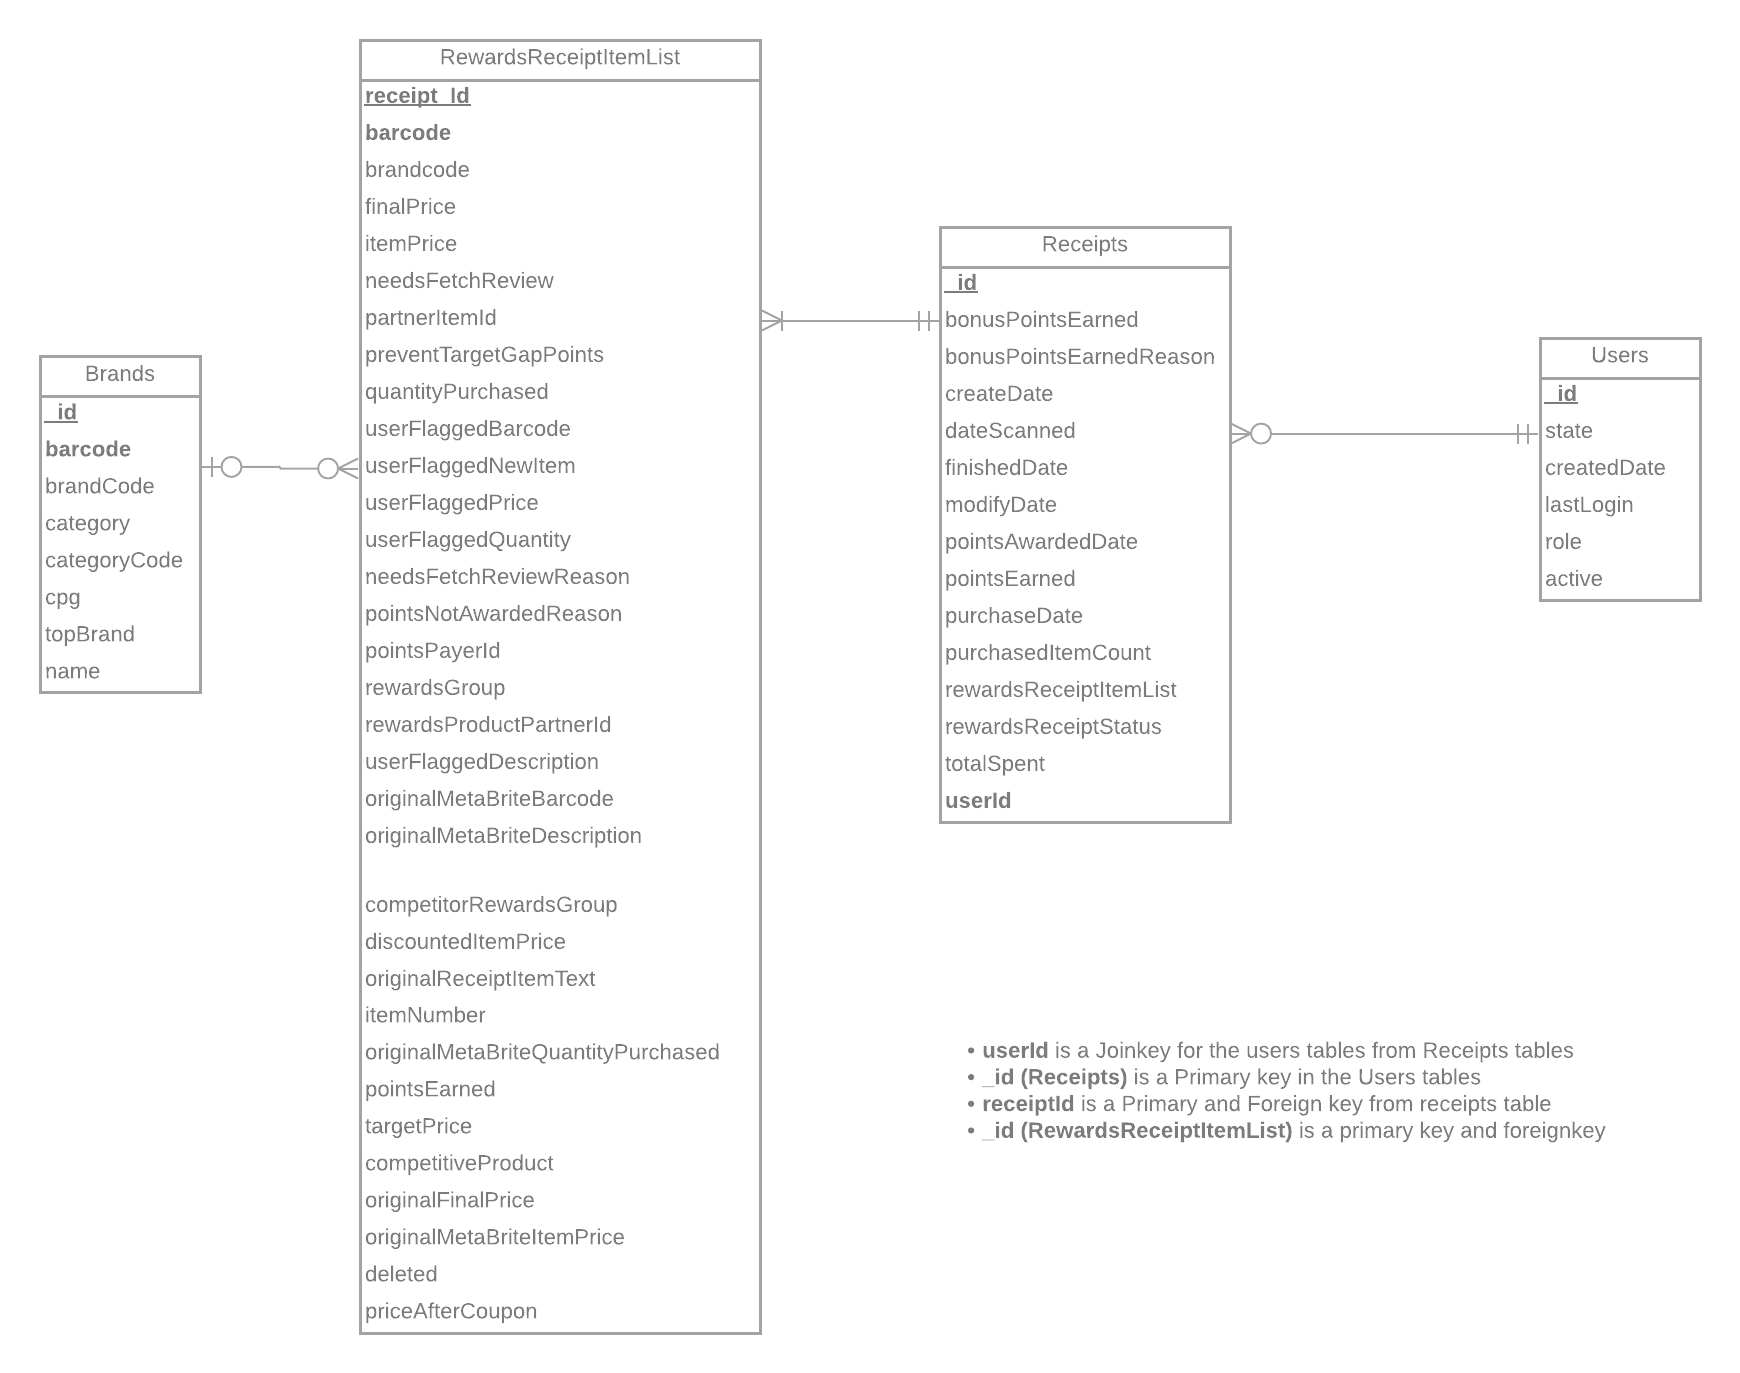 RewardsReceiptItemList
receipt_Id
barcode
brandcode
finalPrice
itemPrice
needsFetchReview
partnerItemId
preventTargetGapPoints
quantityPurchased
userFlaggedBarcode
userFlaggedNewItem
userFlaggedPrice
userFlaggedQuantity
needsFetchReviewReason
pointsNotAwardedReason
pointsPayerId
rewardsGroup
rewardsProductPartnerId
userFlaggedDescription
originalMetaBriteBarcode
originalMetaBriteDescription
competitorRewardsGroup
discountedItemPrice
originalReceiptItemText
itemNumber
originalMetaBriteQuantityPurchased
pointsEarned
targetPrice
competitiveProduct
originalFinalPrice
originalMetaBriteItemPrice
deleted
priceAfterCoupon
Brands
_id
barcode
brandCode
category
categoryCode
cpg
topBrand
name
Receipts
_id
bonusPointsEarned
bonusPointsEarnedReason
createDate
dateScanned
finishedDate
modifyDate
pointsAwardedDate
pointsEarned
purchaseDate
purchasedItemCount
rewardsReceiptItemList
rewardsReceiptStatus
totalSpent
userId
Users
_id
state
createdDate
lastLogin
role
active
• userId is a Joinkey for the users tables from Receipts tables
• _id (Receipts) is a Primary key in the Users tables
• receiptId is a Primary and Foreign key from receipts table
• _id (RewardsReceiptItemList) is a primary key and foreignkey